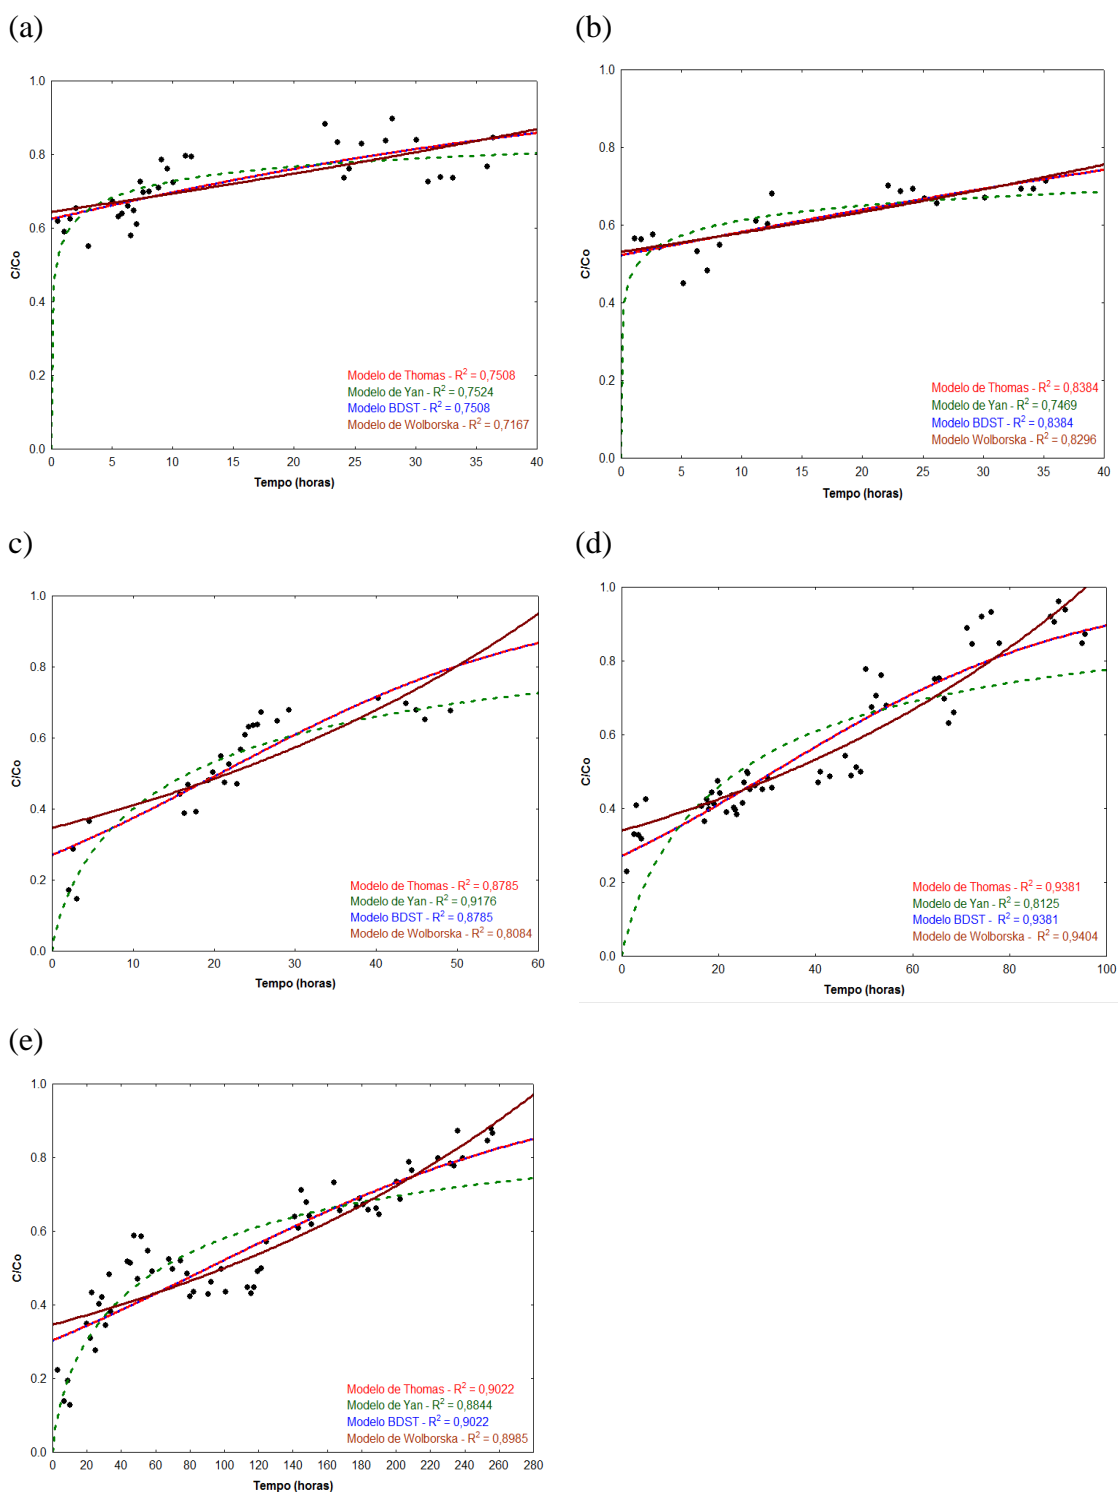 (a)
1.0
0.8
0.6
0.4
0.2
0.0
C/Co
Modelo de Thomas - R² = 0,7508
Modelo de Yan - R² = 0,7524
Modelo BDST - R² = 0,7508
Modelo de Wolborska - R² = 0,7167
0 5 10 15 20 25 30 35 40
Tempo (horas)
(b)
1.0
0.8
0.6
0.4
0.2
0.0
C/Co
Modelo de Thomas - R² = 0,8384
Modelo de Yan - R² = 0,7469
Modelo BDST - R² = 0,8384
Modelo Wolborska - R² = 0,8296
0 5 10 15 20 25 30 35 40
Tempo (horas)
c)
1.0
0.8
0.6
0.4
0.2
0.0
C/Co
Modelo de Thomas - R² = 0,8785
Modelo de Yan - R² = 0,9176
Modelo BDST - R² = 0,8785
Modelo de Wolborska - R² = 0,8084
0 10 20 30 40 50 60
Tempo (horas)
(d)
1.0
0.8
0.6
0.4
0.2
0.0
C/Co
Modelo de Thomas - R² = 0,9381
Modelo de Yan - R² = 0,8125
Modelo BDST - R² = 0,9381
Modelo de Wolborska - R² = 0,9404
0 20 40 60 80 100
Tempo (horas)
(e)
1.0
0.8
0.6
0.4
0.2
0.0
C/Co
Modelo de Thomas - R² = 0,9022
Modelo de Yan - R² = 0,8844
Modelo BDST - R² = 0,9022
Modelo de Wolborska - R² = 0,8985
0 20 40 60 80 100 120 140 160 180 200 220 240 260 280
Tempo (horas)